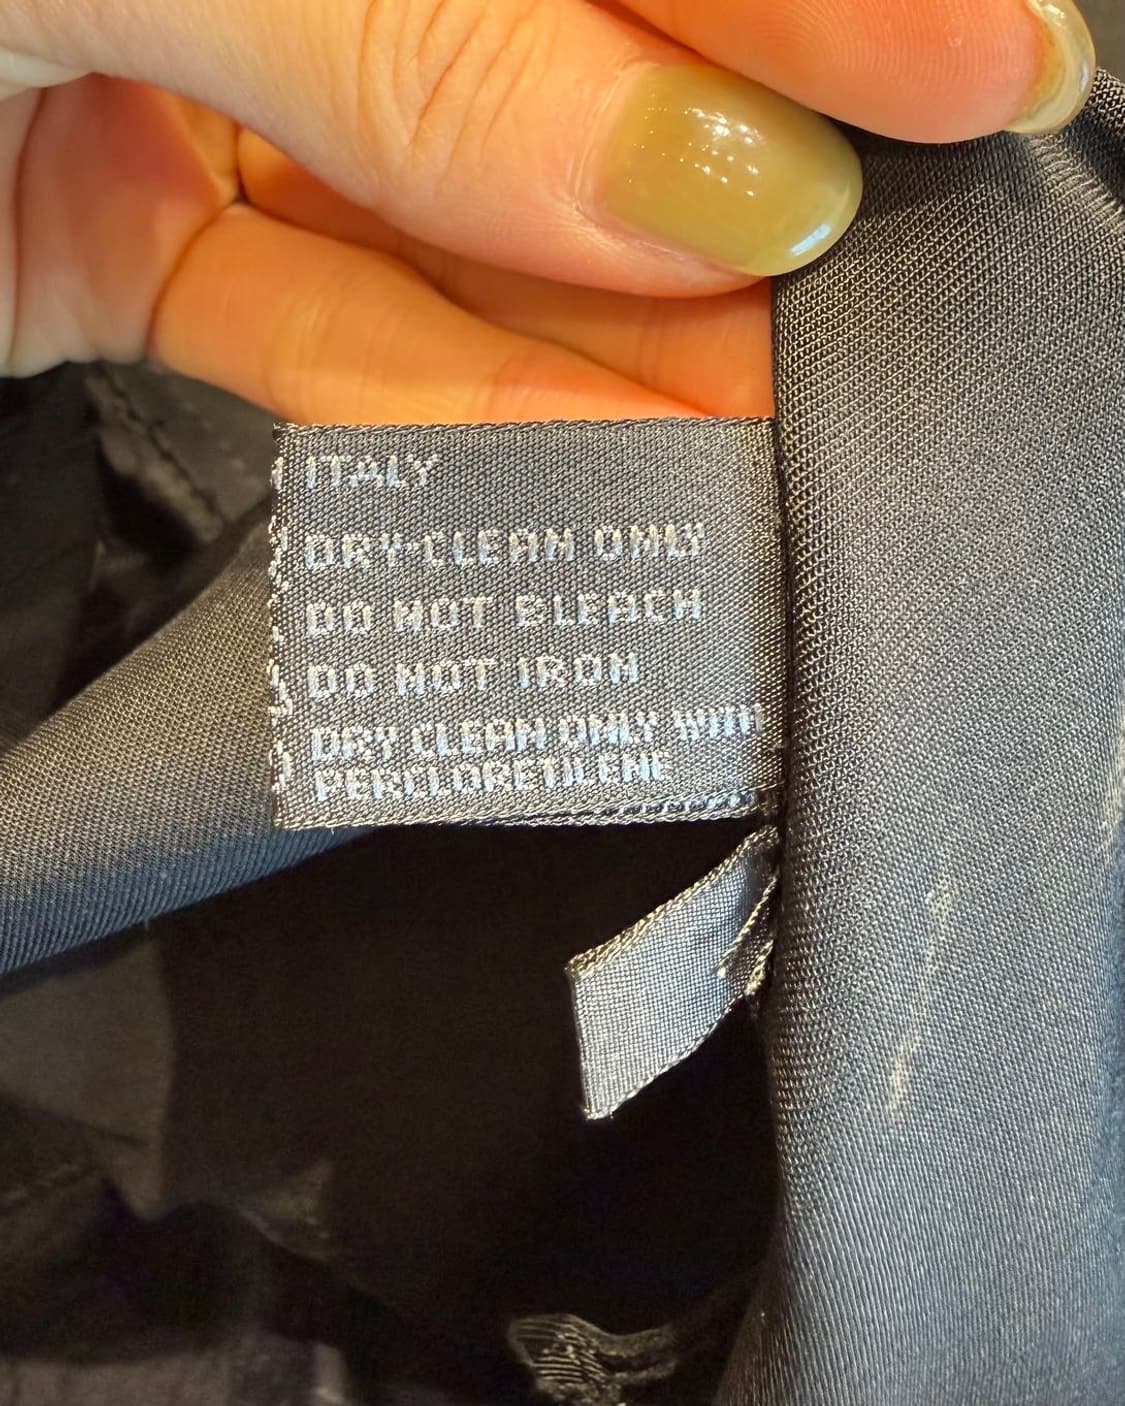 ITALY
DRY-CLEAN ONLY
DO NOT BLEACH
DO NOT IRON
DRY CLEAN ONLY WITH
PERCLORETILENE